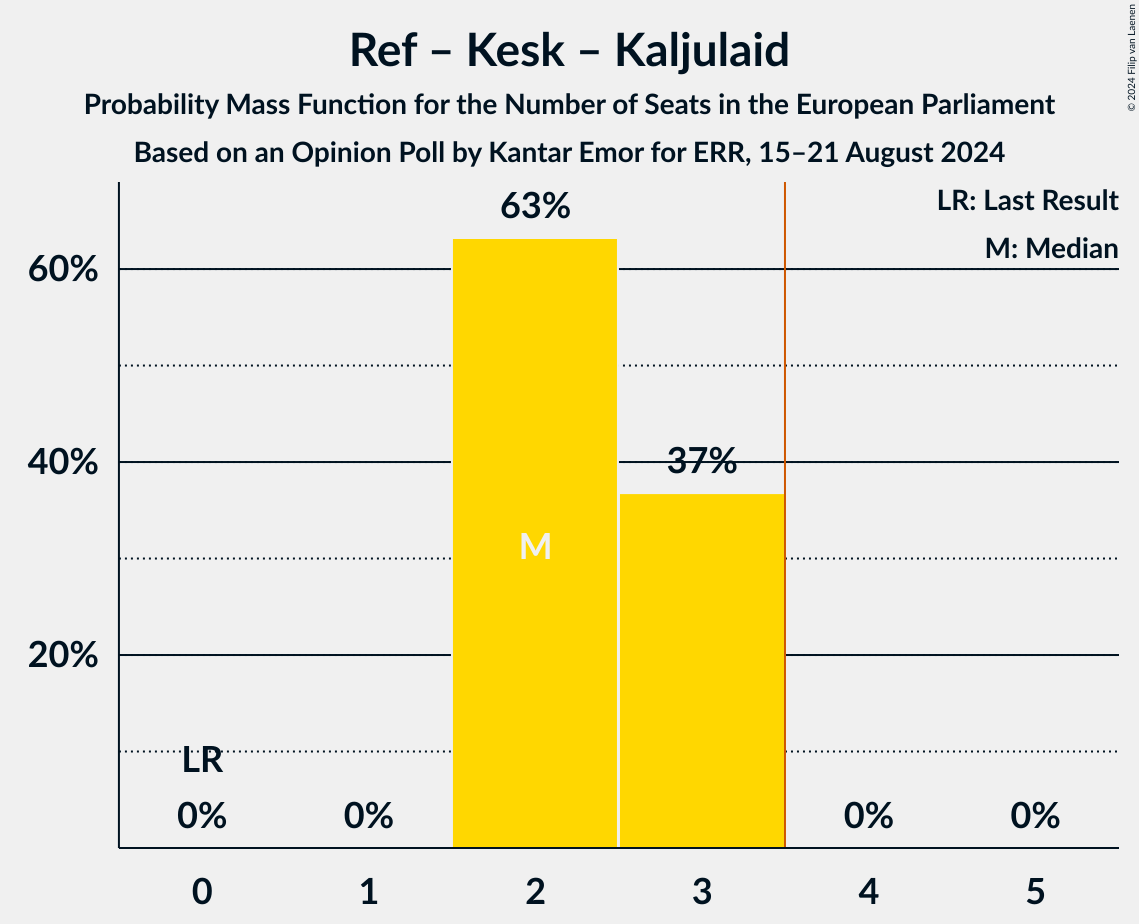 Ref – Kesk – Kaljulaid
Probability Mass Function for the Number of Seats in the European Parliament
Based on an Opinion Poll by Kantar Emor for ERR, 15–21 August 2024
© 2024 Filip van Laenen
LR: Last Result
M: Median
63%
60%
40%
37%
M
20%
LR
0%
0%
0%
0%
0
1
2
3
4
5